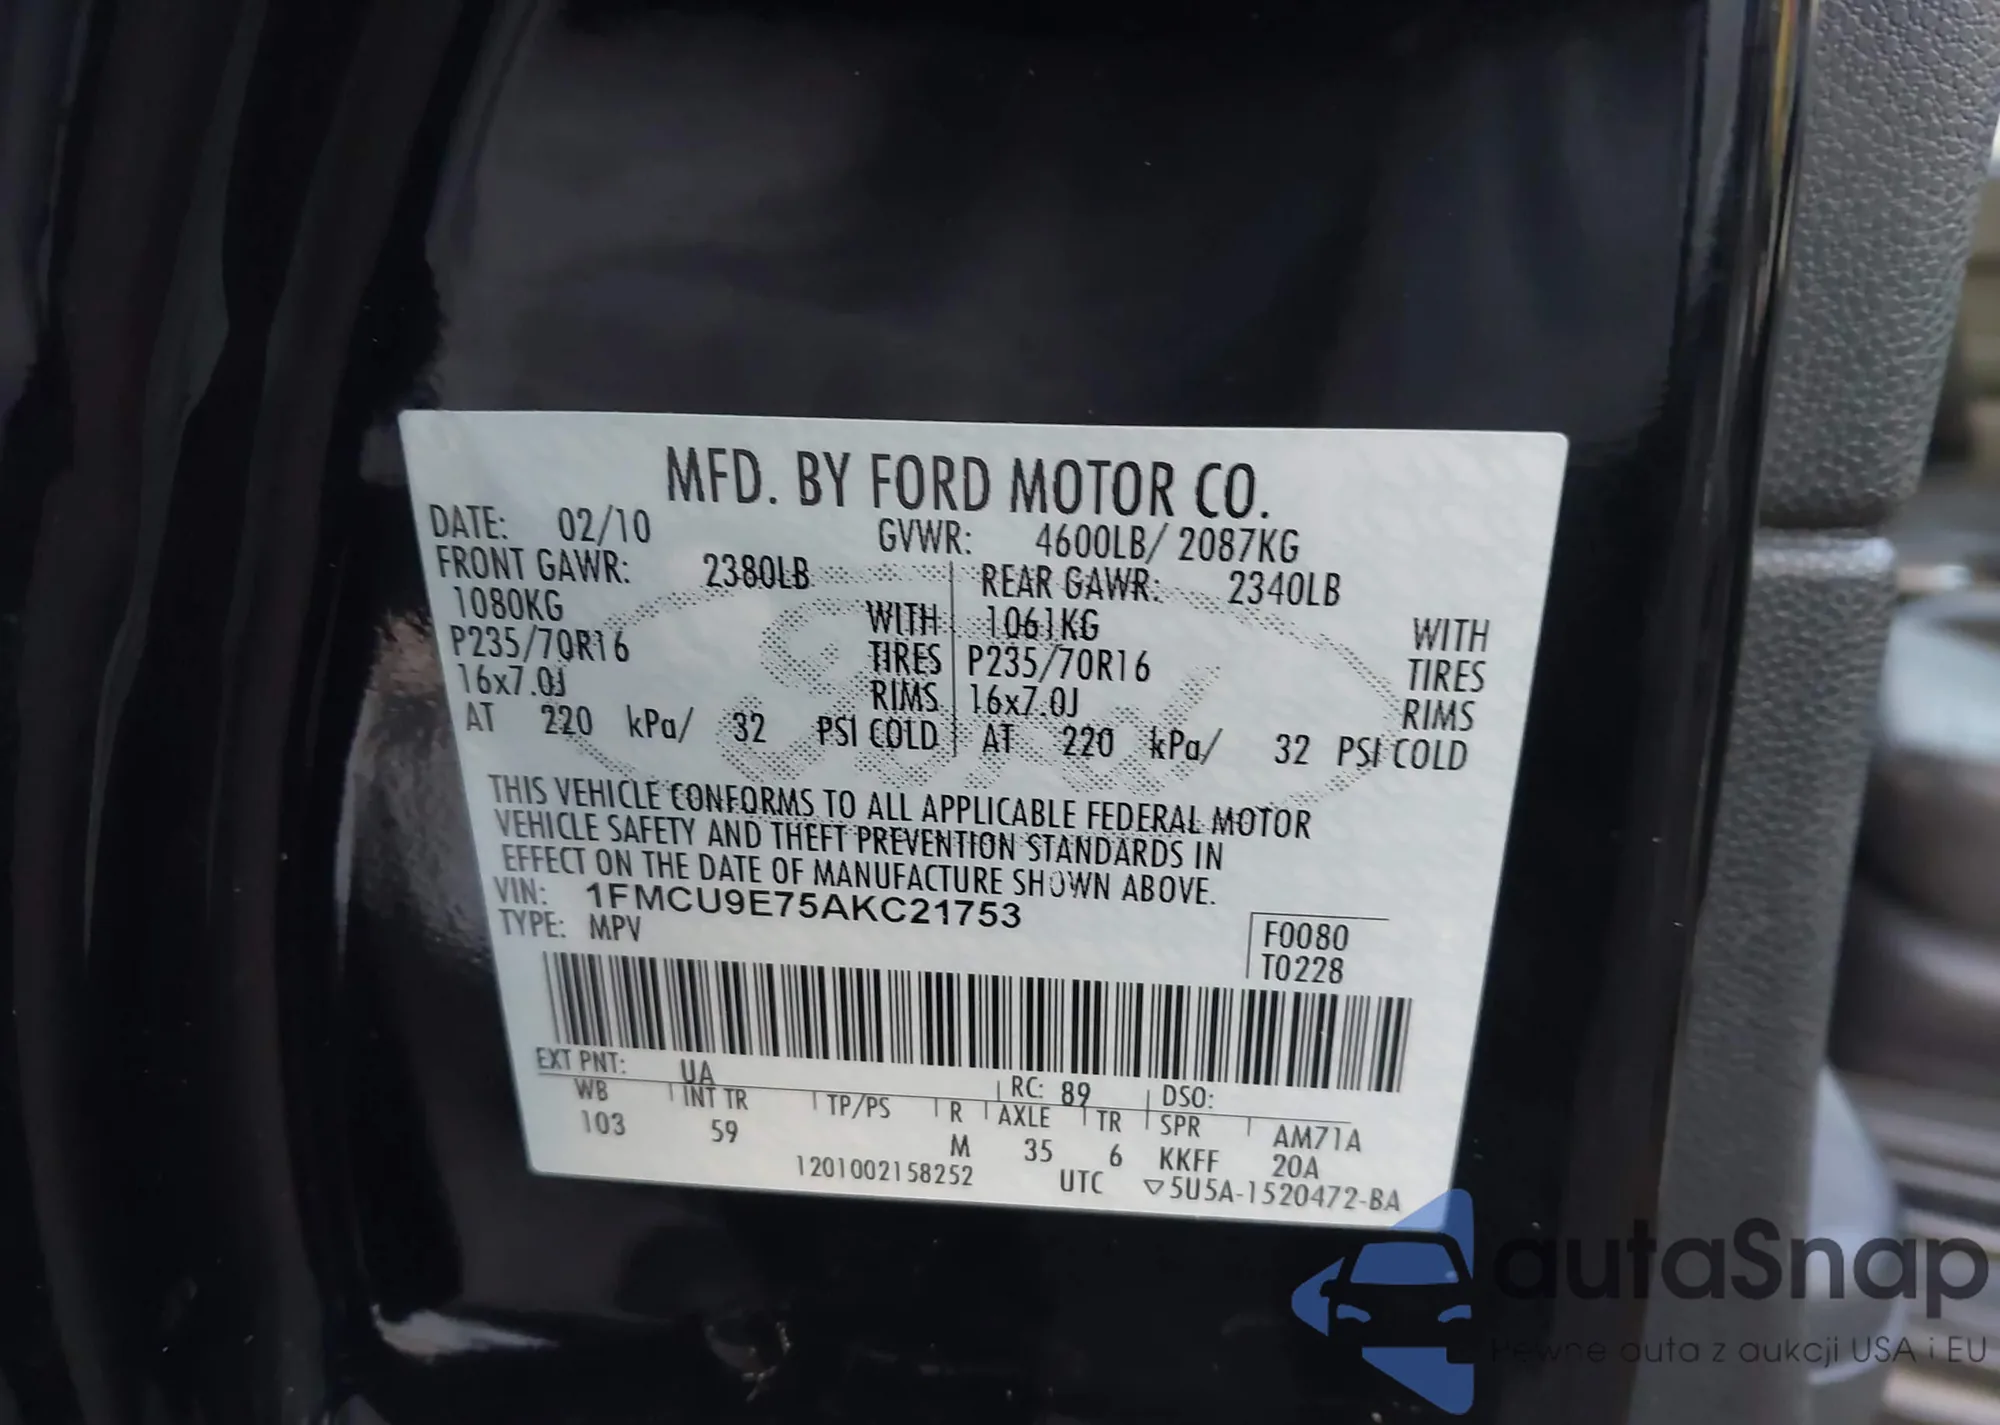 MFD. BY FORD MOTOR CO.
DATE: 02/10 GVWR: 4600LB/ 2087KG
FRONT GAWR: 2380LB REAR GAWR: 2340LB
1080KG WITH 1061KG WITH
P235/70R16 TIRES P235/70R16 TIRES
16x7.0J RIMS 16x7.0J RIMS
AT 220 kPa/ 32 PSI COLD AT 220 kPa/ 32 PSI COLD
THIS VEHICLE CONFORMS TO ALL APPLICABLE FEDERAL MOTOR
VEHICLE SAFETY AND THEFT PREVENTION STANDARDS IN
EFFECT ON THE DATE OF MANUFACTURE SHOWN ABOVE.
VIN: 1FMCU9E75AKC21753
TYPE: MPV
F0080
T0228
EXT PNT: UA RC: 89 DSO:
WB INT TR TP/PS R AXLE TR SPR AM71A
103 59 M 35 6 KKFF 20A
1201002158252 UTC ▽5U5A-1520472-BA
Ford
autaSnap
Pewne auta z aukcji USA i EU